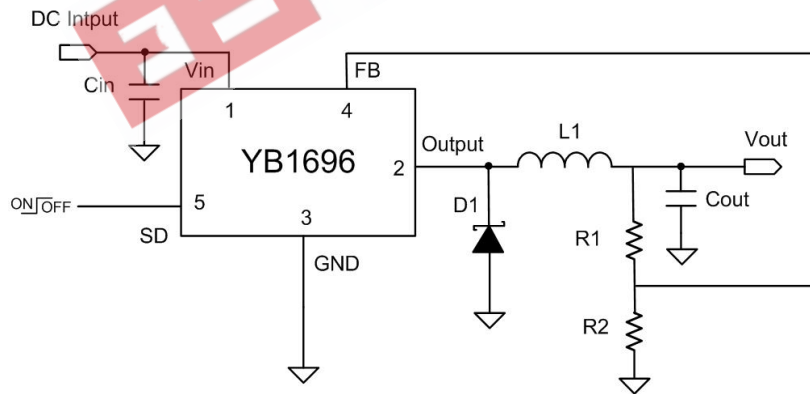 DC Intput
Vin
FB
Cin
1
4
YB1696
Output
2
L1
Vout
ON OFF
5
SD
3
GND
D1
Cout
R1
R2